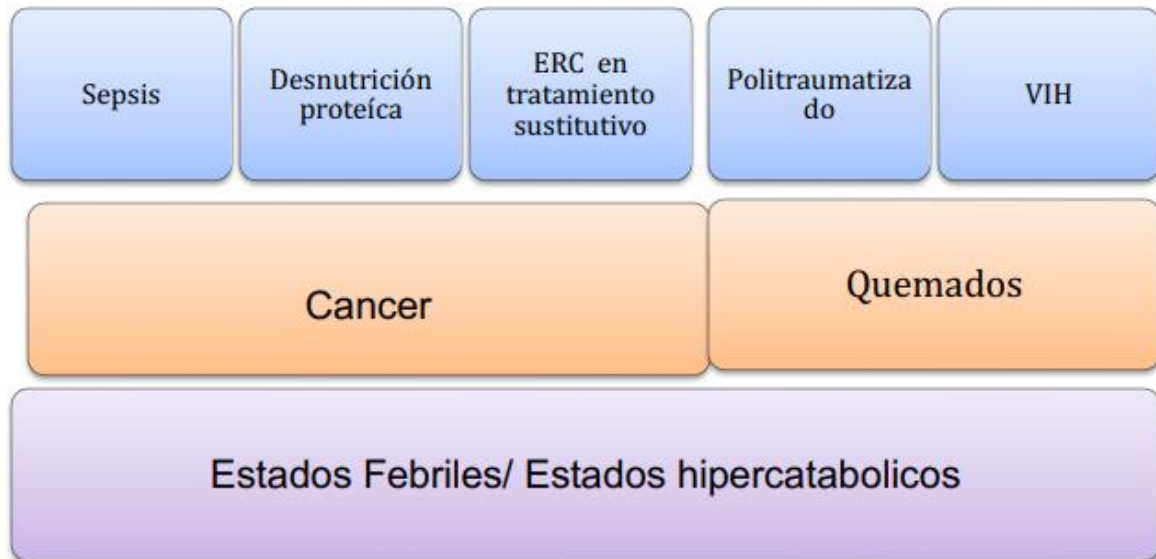 Sepsis
Desnutrición
proteíca
ERC en
tratamiento
sustitutivo
Politraumatiza
do
VIH
Cancer
Quemados
Estados Febriles/ Estados hipercatabolicos